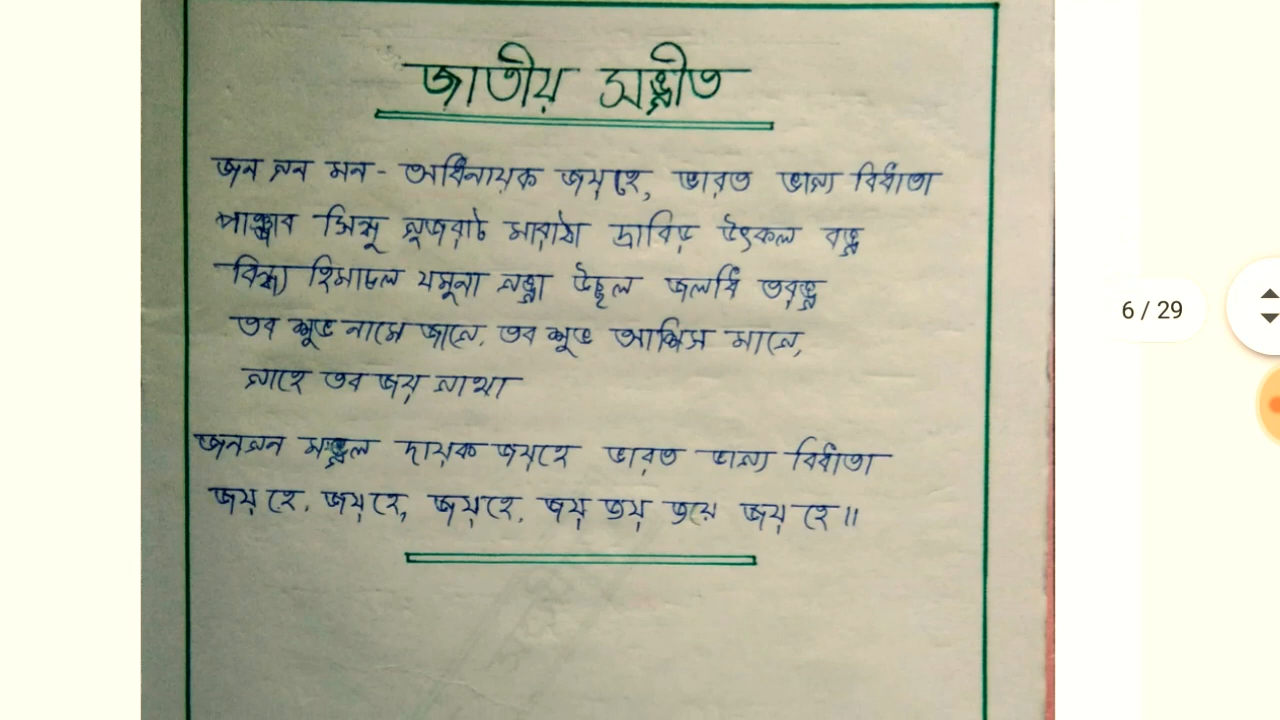 জাতীয় সঙ্গীত
জন গন মন - অধিনায়ক জয়হে, ভারত ভাগ্য বিধাতা
পাঞ্জাব সিন্ধু গুজরাট মারাঠা দ্রাবিড় উৎকল বঙ্গ
বিন্ধ্য হিমাচল যমুনা গঙ্গা উচ্ছল জলধি তরঙ্গ
তব শুভ নামে জাগে, তব শুভ আশিস মাগে,
গাহে তব জয় গাথা
জনগন মঙ্গল দায়ক জয়হে ভারত ভাগ্য বিধাতা
জয় হে, জয়হে, জয়হে, জয় জয় জয় জয় হে॥
6 / 29